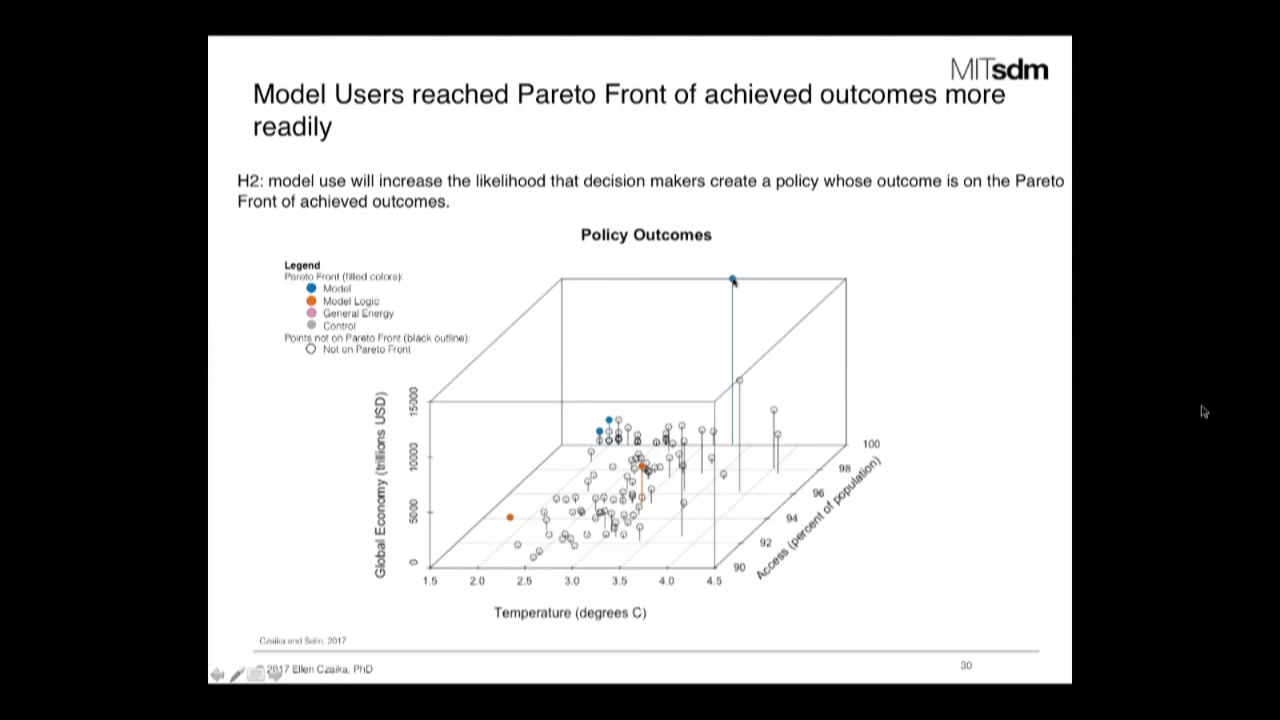 MITsdm
Model Users reached Pareto Front of achieved outcomes more
readily
H2: model use will increase the likelihood that decision makers create a policy whose outcome is on the Pareto
Front of achieved outcomes.
Policy Outcomes
Legend
Pareto Front (filled colors):
Model
Model Logic
General Energy
Control
Points not on Pareto Front (black outline):
Not on Pareto Front
Global Economy (trillions USD)
15000
10000
5000
0
1.5 2.0 2.5 3.0 3.5 4.0 4.5
Temperature (degrees C)
100
98
96
94
92
90
Access (percent of population)
Czaika and Selin, 2017
© 2017 Ellen Czaika, PhD
30